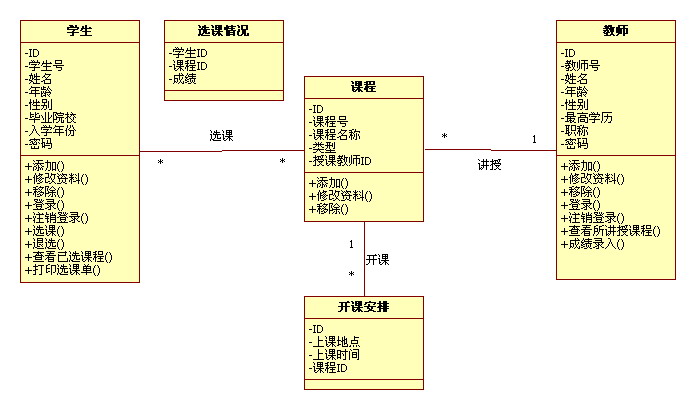 学生
-ID
-学生号
-姓名
-年龄
-性别
-毕业院校
-入学年份
-密码
+添加()
+修改资料()
+移除()
+登录()
+注销登录()
+选课()
+退选()
+查看已选课程()
+打印选课单()
选课情况
-学生ID
-课程ID
-成绩
选课
*
*
课程
-ID
-课程号
-课程名称
-类型
-授课教师ID
+添加()
+修改资料()
+移除()
*
1
讲授
教师
-ID
-教师号
-姓名
-年龄
-性别
-最高学历
-职称
-密码
+添加()
+修改资料()
+移除()
+登录()
+注销登录()
+查看所讲授课程()
+成绩录入()
1
开课
*
开课安排
-ID
-上课地点
-上课时间
-课程ID